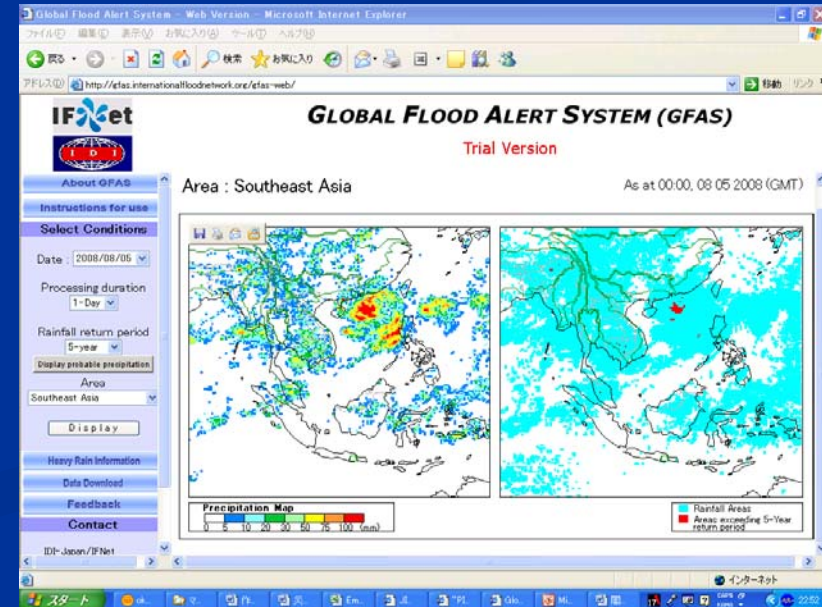 Global Flood Alert System - Web Version - Microsoft Internet Explorer
ファイル(F) 編集(E) 表示(V) お気に入り(A) ツール(T) ヘルプ(H)
戻る 検索 お気に入り
アドレス(D) http://gfas.internationalfloodnetwork.org/gfas-web/ 移動 リンク
IFNet
IDI
GLOBAL FLOOD ALERT SYSTEM (GFAS)
Trial Version
About GFAS
Instructions for use
Select Conditions
Date : 2008/08/05
Processing duration
1-Day
Rainfall return period
5-year
Display probable precipitation
Area
Southeast Asia
Display
Heavy Rain Information
Data Download
Feedback
Contact
IDI-Japan/IFNet
Area : Southeast Asia
As at 00:00, 08 05 2008 (GMT)
Precipitation Map
0 5 10 20 30 50 75 100 (mm)
Rainfall Areas
Areas exceeding 5-Year
return period
インターネット
スタート
22:52